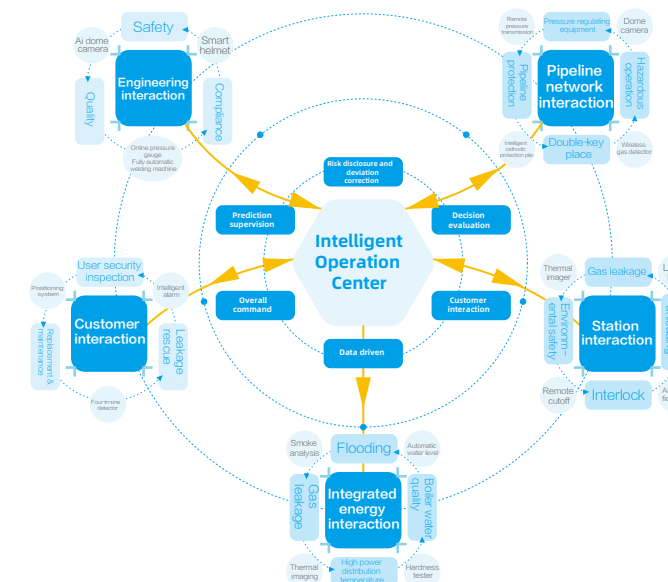 Safety
Ai dome
camera
Smart
helmet
Engineering
interaction
Quality
Compliance
Online pressure
gauge
Fully automatic
welding machine
Remote
pressure
transmission
Pressure regulating
equipment
Dome
camera
Pipeline
protection
Pipeline
network
interaction
Hazardous
operation
Intelligent
cathodic
protection pile
Double-key
place
Wireless
gas detector
Risk disclosure and
deviation
correction
Prediction
supervision
Decision
evaluation
Intelligent
Operation
Center
Overall
command
Customer
interaction
Data driven
User security
inspection
Positioning
system
Intelligent
alarm
Customer
interaction
Replacement &
maintenance
Leakage
rescue
Four-in-one
detector
Thermal
imager
Gas leakage
Environm-
ental safety
Station
interaction
Remote
cutoff
Interlock
Smoke
analysis
Flooding
Automatic
water level
Gas
leakage
Integrated
energy
interaction
Boiler water
quality
Thermal
imaging
High power
distribution
temperature
Hardness
tester